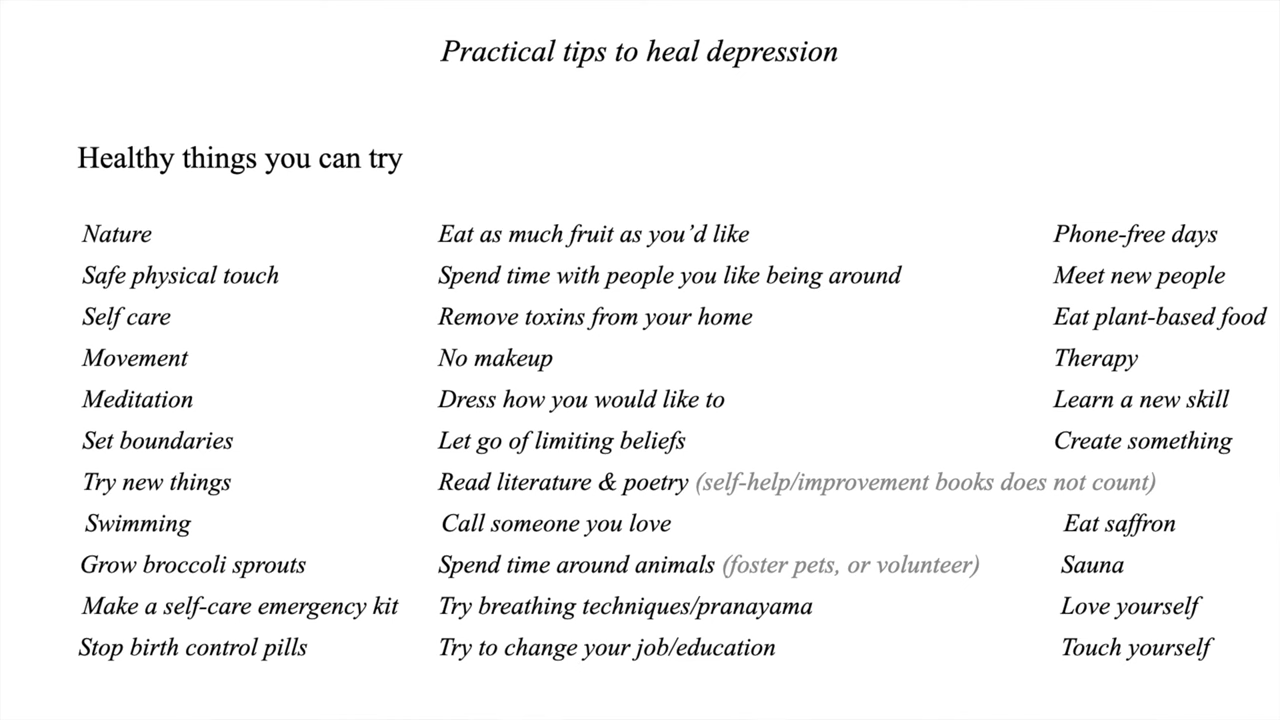 Practical tips to heal depression
Healthy things you can try
Nature
Safe physical touch
Self care
Movement
Meditation
Set boundaries
Try new things
Swimming
Grow broccoli sprouts
Make a self-care emergency kit
Stop birth control pills
Eat as much fruit as you’d like
Spend time with people you like being around
Remove toxins from your home
No makeup
Dress how you would like to
Let go of limiting beliefs
Read literature & poetry (self-help/improvement books does not count)
Call someone you love
Spend time around animals (foster pets, or volunteer)
Try breathing techniques/pranayama
Try to change your job/education
Phone-free days
Meet new people
Eat plant-based food
Therapy
Learn a new skill
Create something
Eat saffron
Sauna
Love yourself
Touch yourself